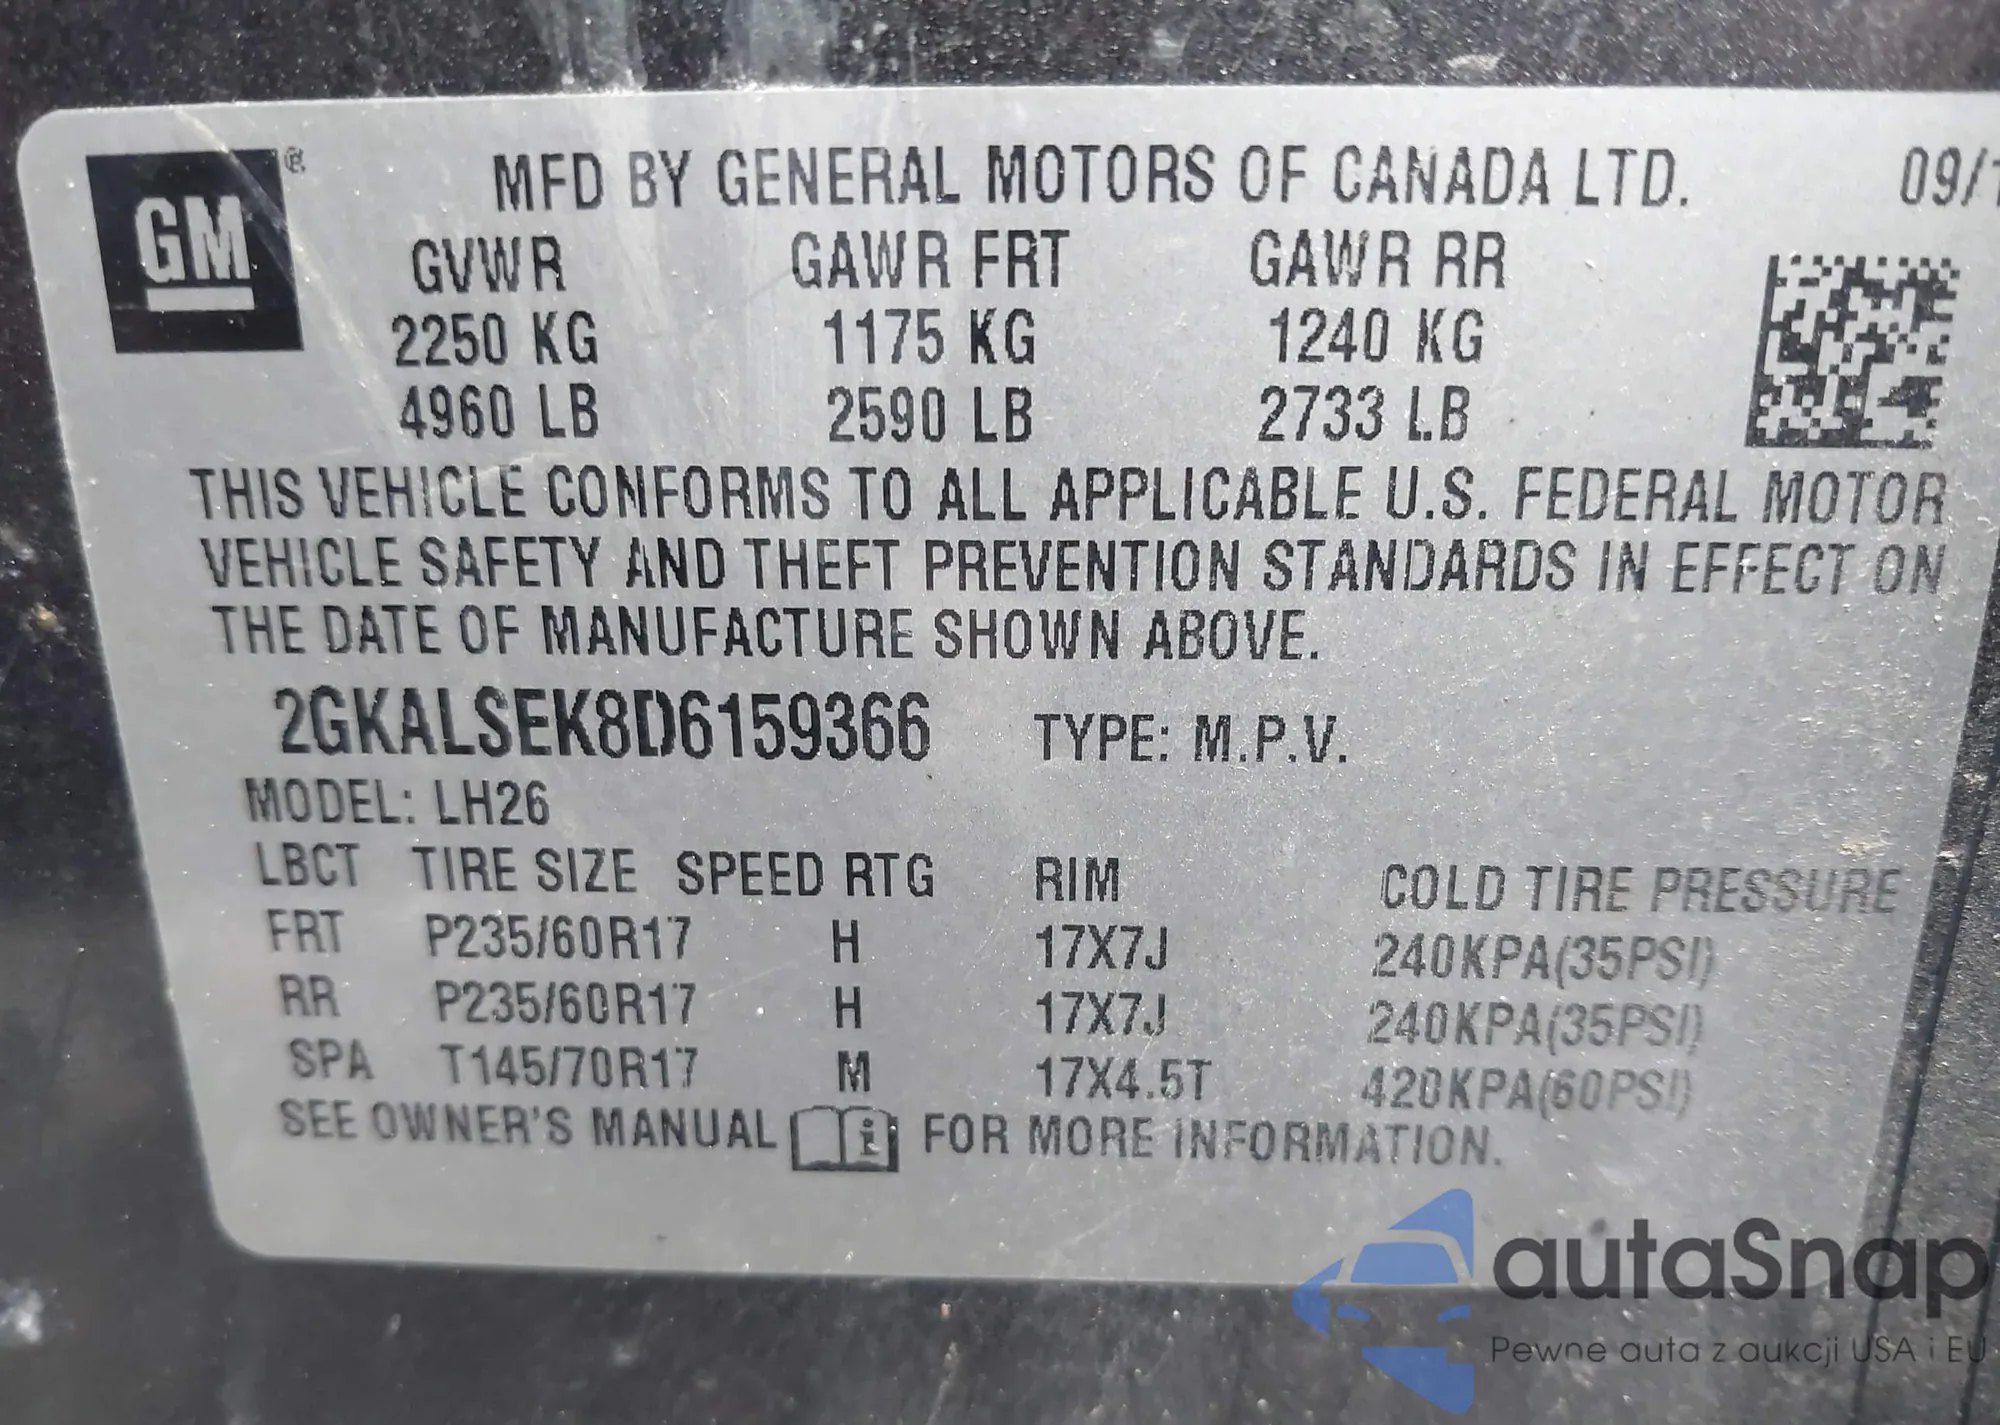 GM ® MFD BY GENERAL MOTORS OF CANADA LTD. 09/1
GVWR GAWR FRT GAWR RR
2250 KG 1175 KG 1240 KG
4960 LB 2590 LB 2733 LB
THIS VEHICLE CONFORMS TO ALL APPLICABLE U.S. FEDERAL MOTOR
VEHICLE SAFETY AND THEFT PREVENTION STANDARDS IN EFFECT ON
THE DATE OF MANUFACTURE SHOWN ABOVE.
2GKALSEK8D6159366 TYPE: M.P.V.
MODEL: LH26
LBCT TIRE SIZE SPEED RTG RIM COLD TIRE PRESSURE
FRT P235/60R17 H 17X7J 240KPA(35PSI)
RR P235/60R17 H 17X7J 240KPA(35PSI)
SPA T145/70R17 M 17X4.5T 420KPA(60PSI)
SEE OWNER'S MANUAL i FOR MORE INFORMATION.
autaSnap
Pewne auta z aukcji USA i EU